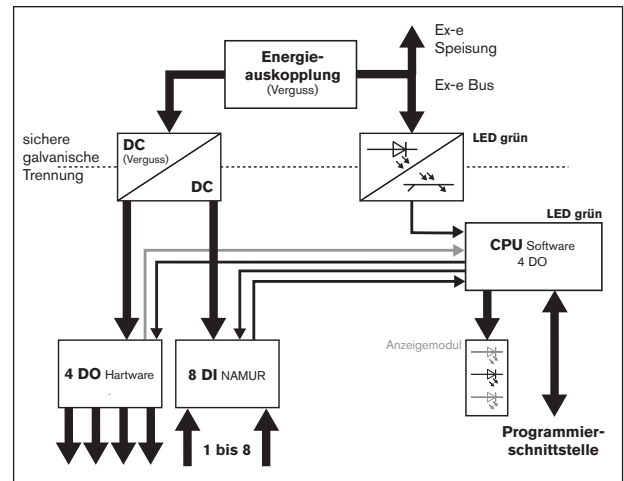 Ex-e
Speisung
Energie-
auskopplung
(Verguss)
Ex-e Bus
sichere
galvanische
Trennung
DC
(Verguss)
DC
LED grün
LED grün
CPU Software
4 DO
Anzeigemodul
4 DO Hartware
8 DI NAMUR
1 bis 8
Programmier-
schnittstelle